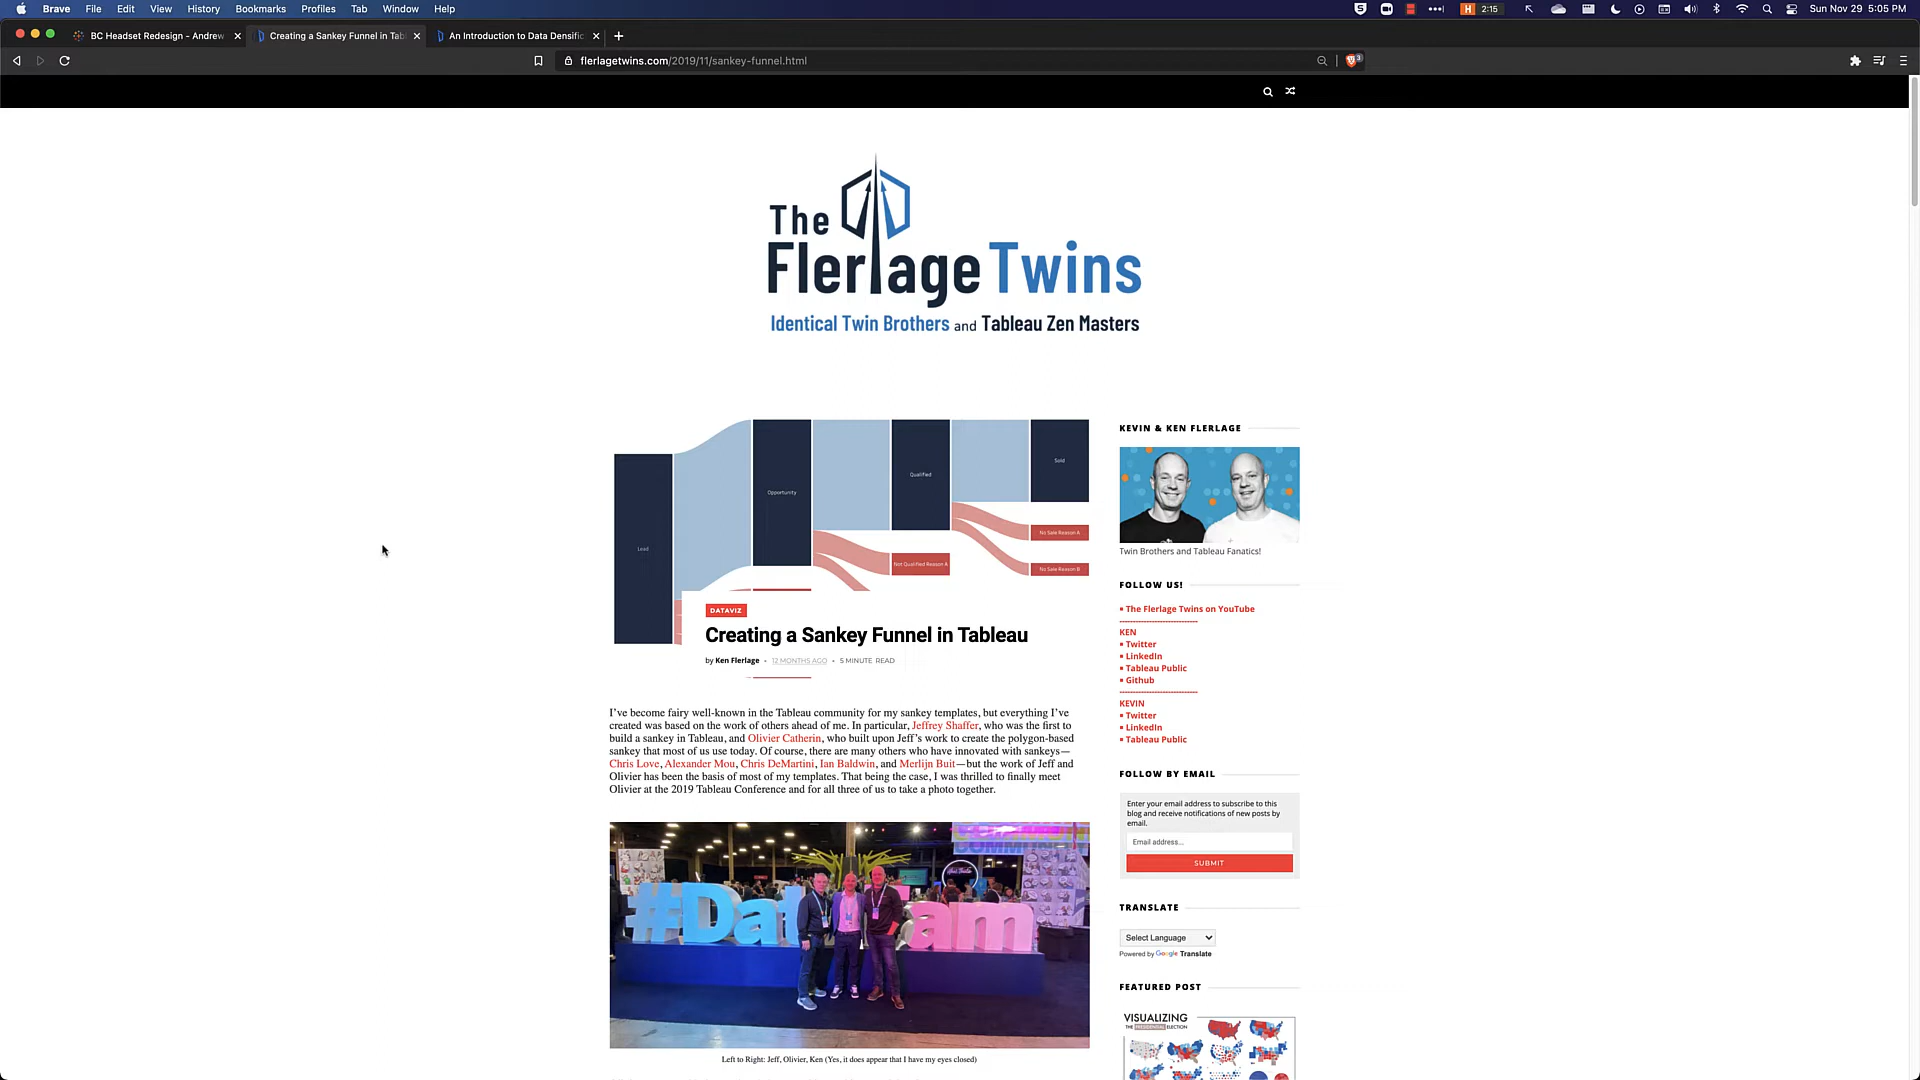 Brave File Edit View History Bookmarks Profiles Tab Window Help
2:15
Sun Nov 29 5:05 PM
BC Headset Redesign - Andrew
Creating a Sankey Funnel in Tab
An Introduction to Data Densific
flerlagetwins.com/2019/11/sankey-funnel.html
The
Flerlage Twins
Identical Twin Brothers and Tableau Zen Masters
Lead
Opportunity
Qualified
Sold
Not Qualified Reason A
No Sale Reason A
No Sale Reason B
DATAVIZ
Creating a Sankey Funnel in Tableau
by Ken Flerlage • 12 MONTHS AGO • 5 MINUTE READ
I’ve become fairy well-known in the Tableau community for my sankey templates, but everything I’ve
created was based on the work of others ahead of me. In particular, Jeffrey Shaffer, who was the first to
build a sankey in Tableau, and Olivier Catherin, who built upon Jeff’s work to create the polygon-based
sankey that most of us use today. Of course, there are many others who have innovated with sankeys—
Chris Love, Alexander Mou, Chris DeMartini, Ian Baldwin, and Merlijn Buit—but the work of Jeff and
Olivier has been the basis of most of my templates. That being the case, I was thrilled to finally meet
Olivier at the 2019 Tableau Conference and for all three of us to take a photo together.
Left to Right: Jeff, Olivier, Ken (Yes, it does appear that I have my eyes closed)
KEVIN & KEN FLERLAGE
Twin Brothers and Tableau Fanatics!
FOLLOW US!
▪ The Flerlage Twins on YouTube
------------------------------
KEN
▪ Twitter
▪ LinkedIn
▪ Tableau Public
▪ Github
------------------------------
KEVIN
▪ Twitter
▪ LinkedIn
▪ Tableau Public
FOLLOW BY EMAIL
Enter your email address to subscribe to this
blog and receive notifications of new posts by
email.
Email address...
SUBMIT
TRANSLATE
Select Language
Powered by Google Translate
FEATURED POST
VISUALIZING
THE PRESIDENTIAL ELECTION